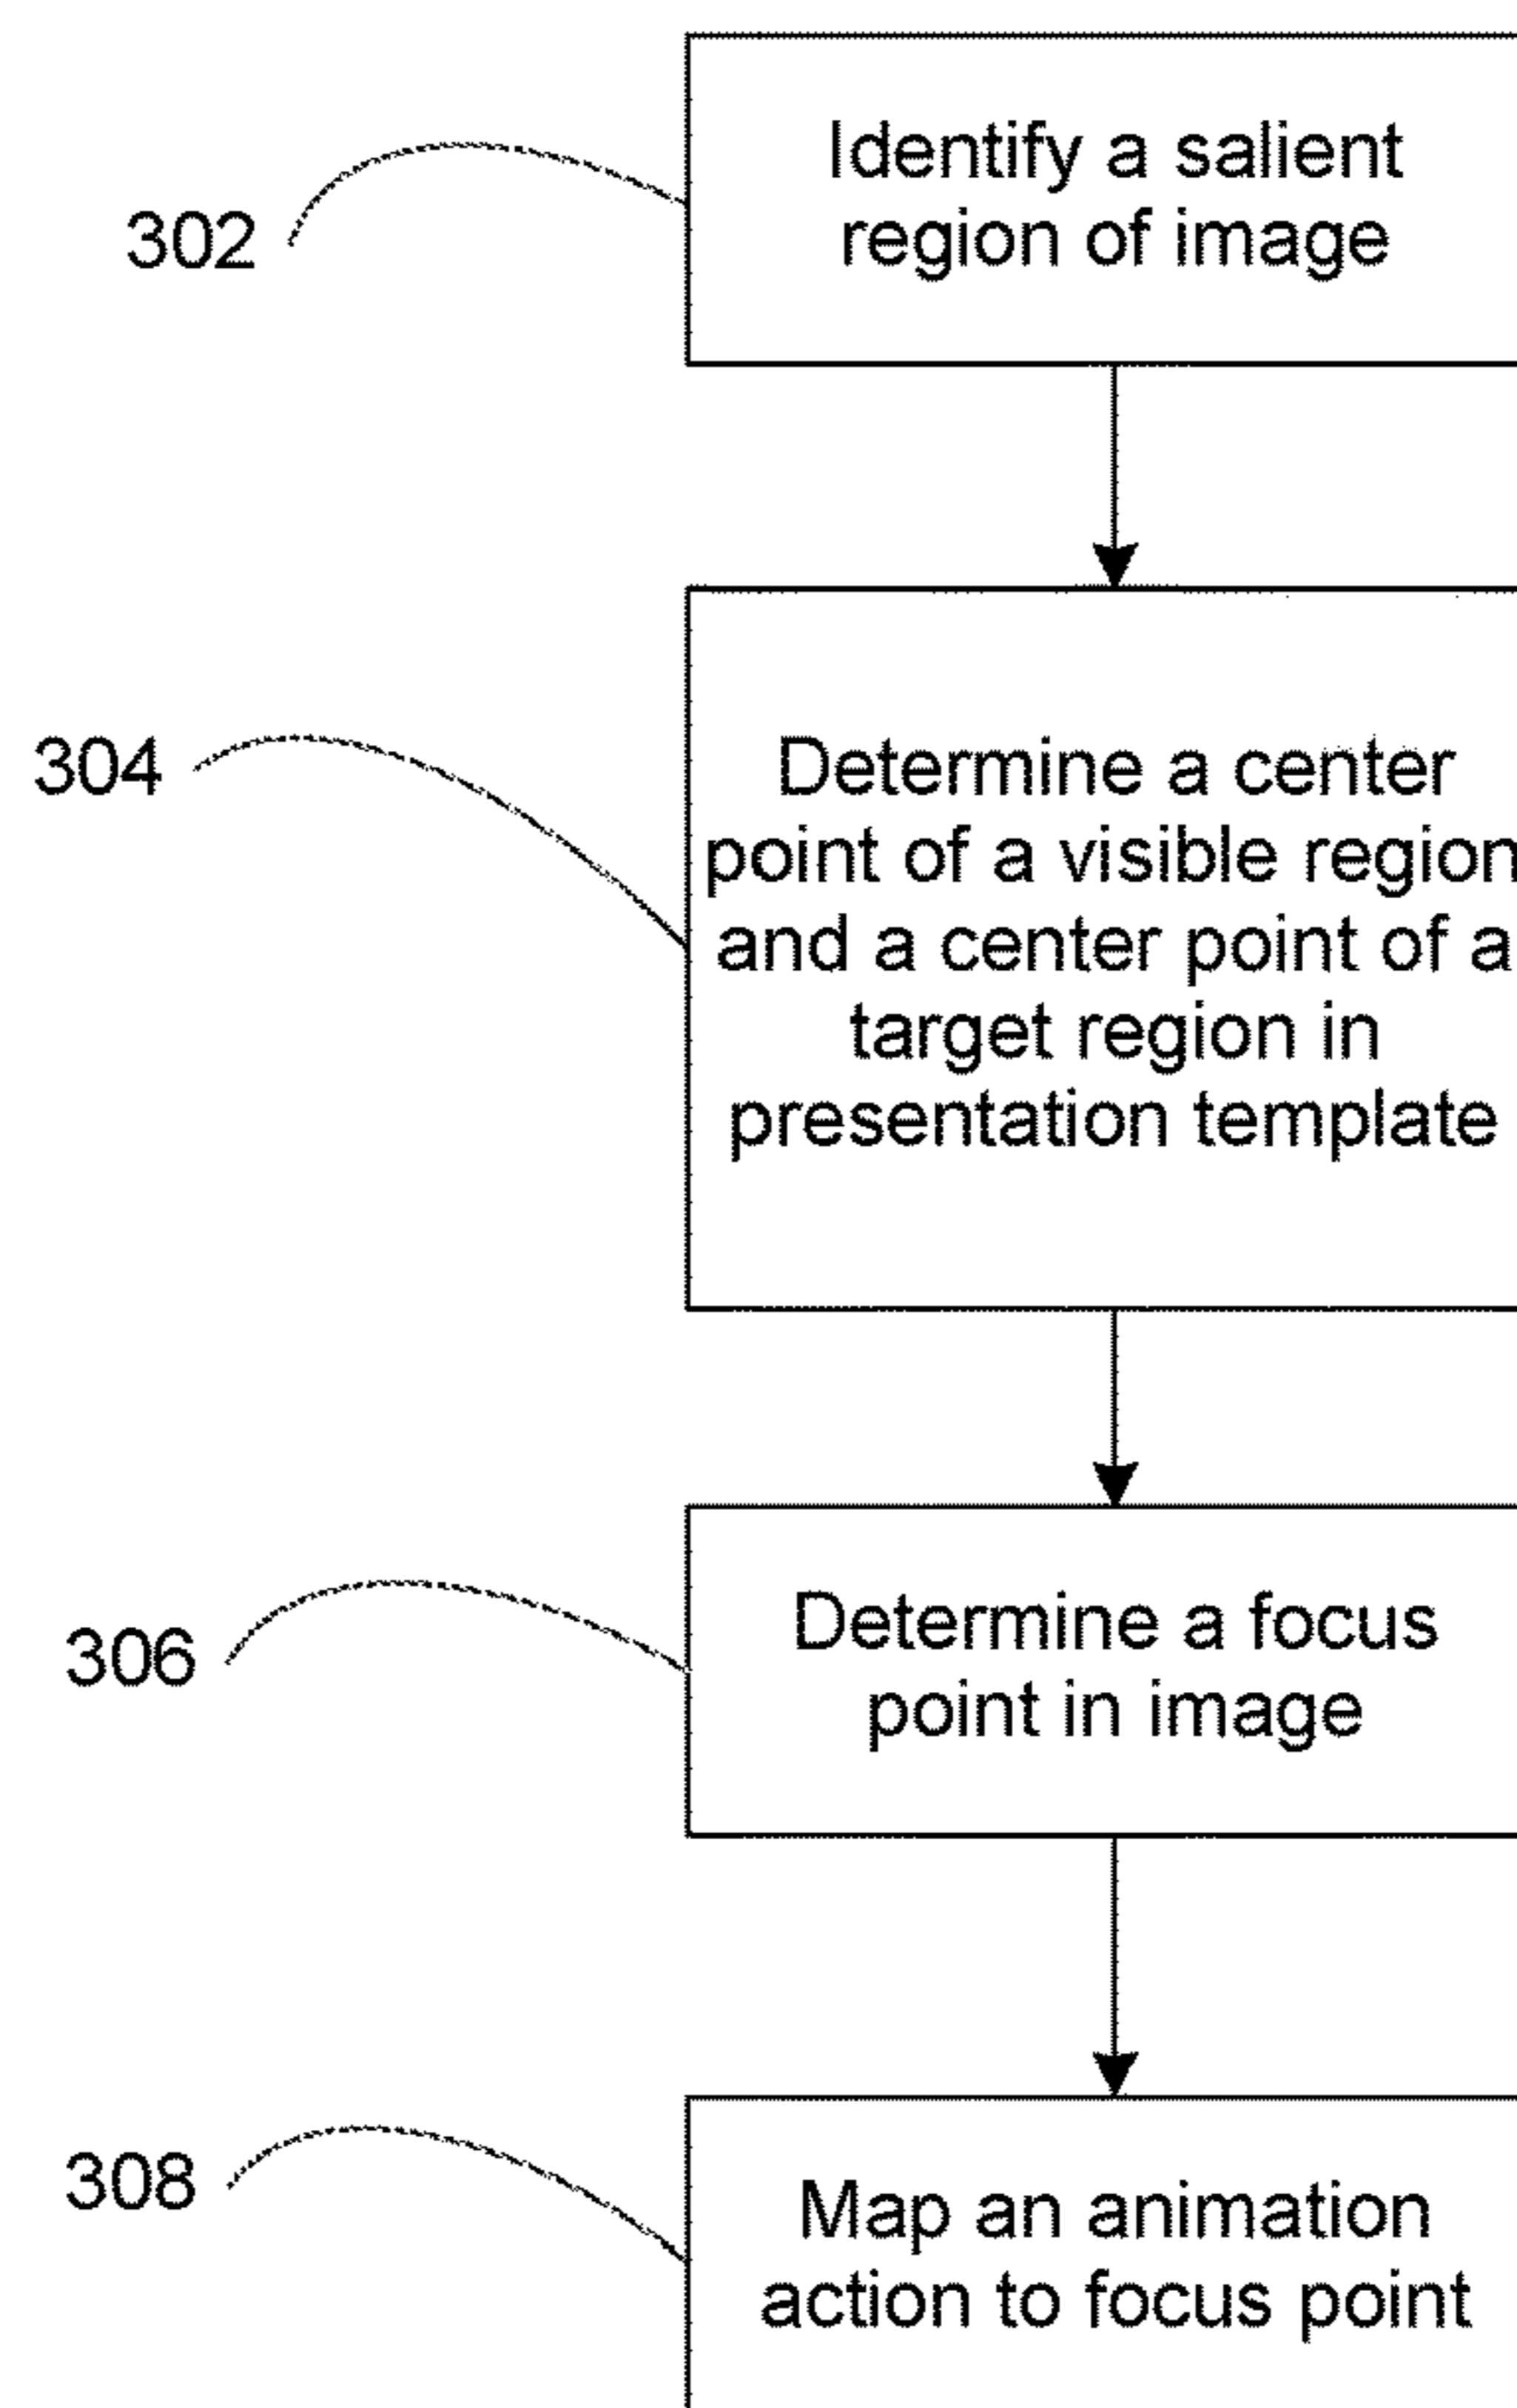 302
Identify a salient
region of image
304
Determine a center
point of a visible region
and a center point of a
target region in
presentation template
306
Determine a focus
point in image
308
Map an animation
action to focus point